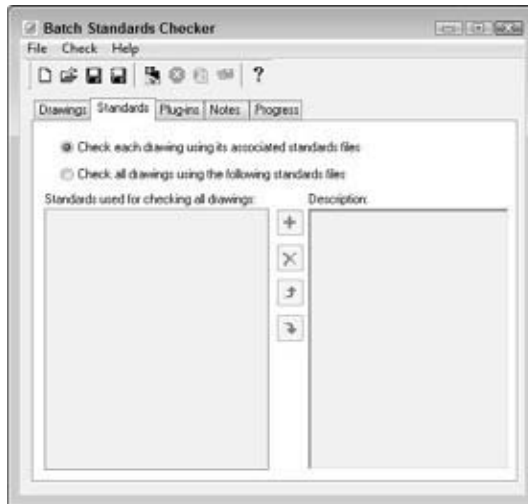 Batch Standards Checker
File Check Help
?
Drawings Standards Plug-ins Notes Progress
Check each drawing using its associated standards files
Check all drawings using the following standards files
Standards used for checking all drawings: Description: